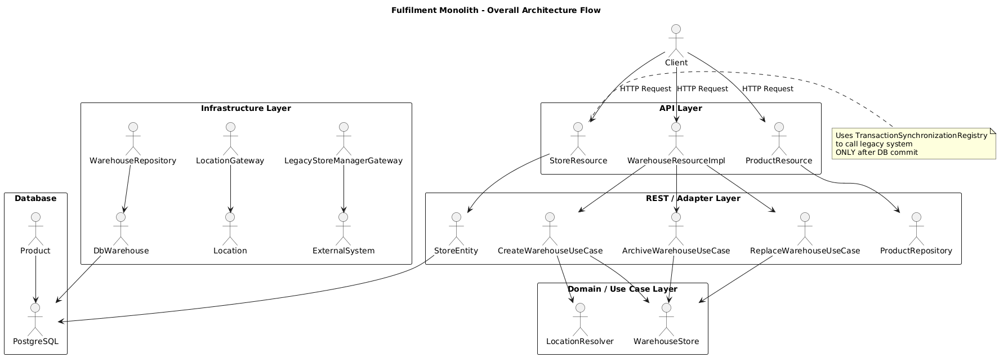 Fulfilment Monolith - Overall Architecture Flow
Client
HTTP Request
HTTP Request
HTTP Request
Infrastructure Layer
API Layer
WarehouseRepository
LocationGateway
LegacyStoreManagerGateway
StoreResource
WarehouseResourceImpl
ProductResource
Uses TransactionSynchronizationRegistry
to call legacy system
ONLY after DB commit
Database
REST / Adapter Layer
Product
DbWarehouse
Location
ExternalSystem
StoreEntity
CreateWarehouseUseCase
ArchiveWarehouseUseCase
ReplaceWarehouseUseCase
ProductRepository
Domain / Use Case Layer
PostgreSQL
LocationResolver
WarehouseStore